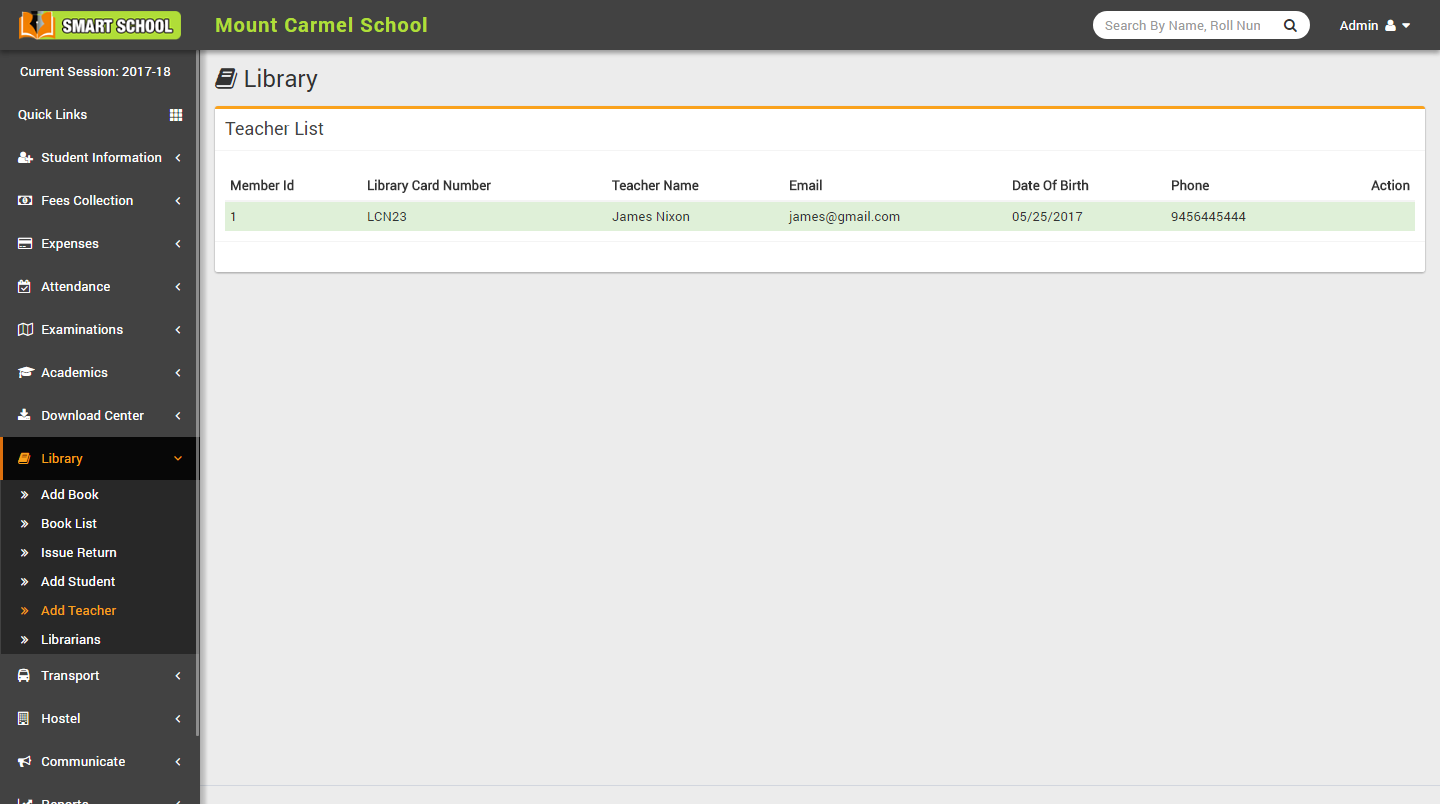 SMART SCHOOL
Mount Carmel School
Search By Name, Roll Nun
Admin
Current Session: 2017-18
Quick Links
Student Information
Fees Collection
Expenses
Attendance
Examinations
Academics
Download Center
Library
Add Book
Book List
Issue Return
Add Student
Add Teacher
Librarians
Transport
Hostel
Communicate
Reports
Library
Teacher List
Member Id Library Card Number Teacher Name Email Date Of Birth Phone Action
1 LCN23 James Nixon james@gmail.com 05/25/2017 9456445444